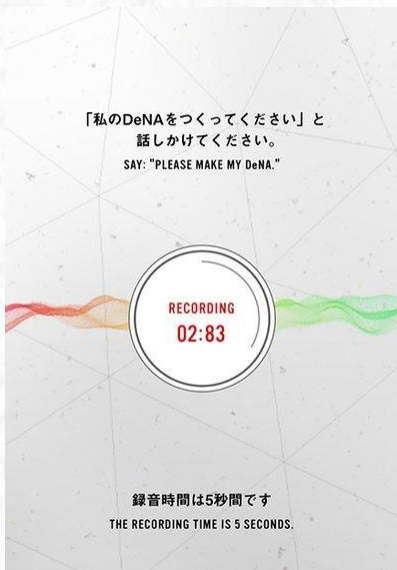 「私のDeNAをつくってください」と
話しかけてください。
SAY: "PLEASE MAKE MY DeNA."
RECORDING
02:83
録音時間は5秒間です
THE RECORDING TIME IS 5 SECONDS.